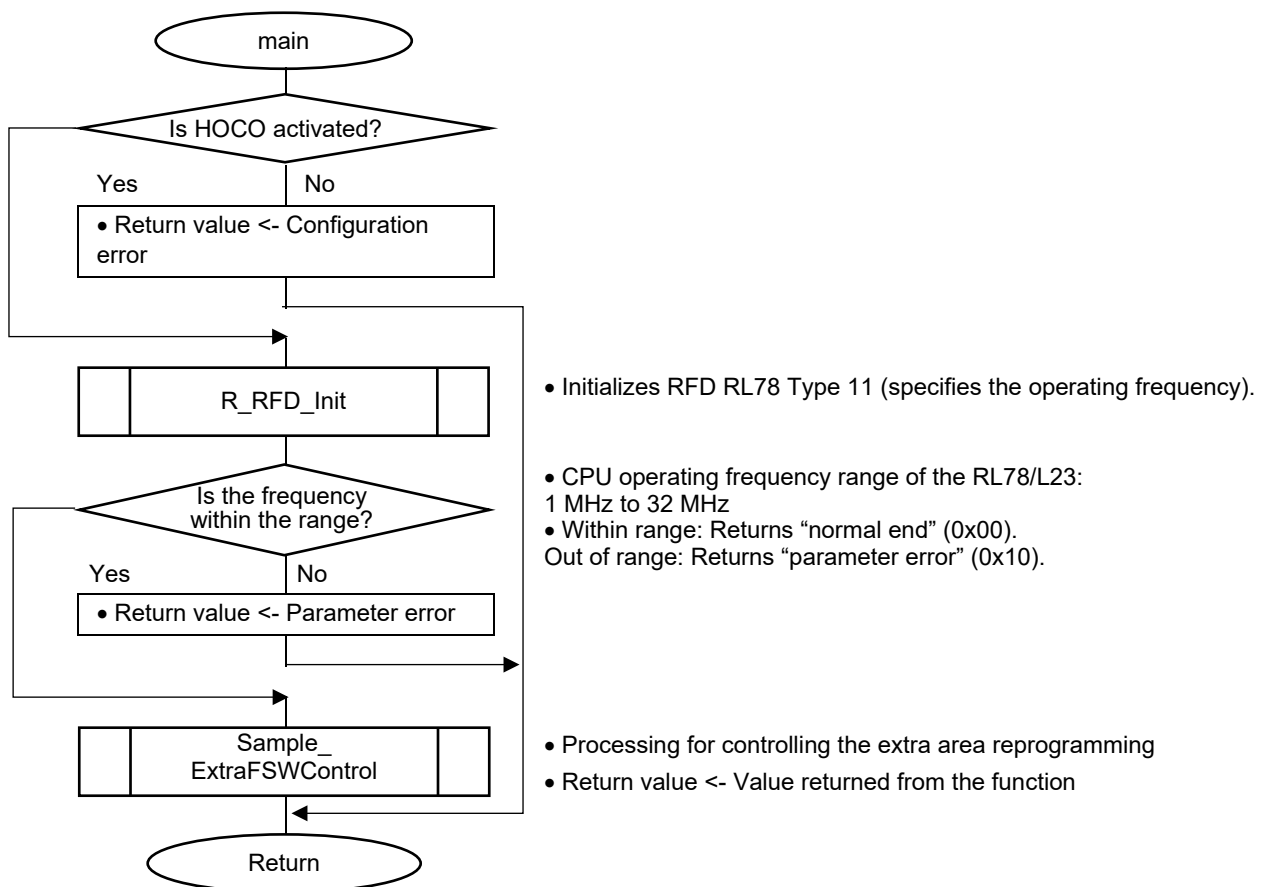 main
Is HOCO activated?
Yes
No
• Return value <- Configuration
error
R_RFD_Init
• Initializes RFD RL78 Type 11 (specifies the operating frequency).
Is the frequency
within the range?
• CPU operating frequency range of the RL78/L23:
1 MHz to 32 MHz
• Within range: Returns “normal end” (0x00).
Out of range: Returns “parameter error” (0x10).
Yes
No
• Return value <- Parameter error
Sample_
ExtraFSWControl
• Processing for controlling the extra area reprogramming
• Return value <- Value returned from the function
Return